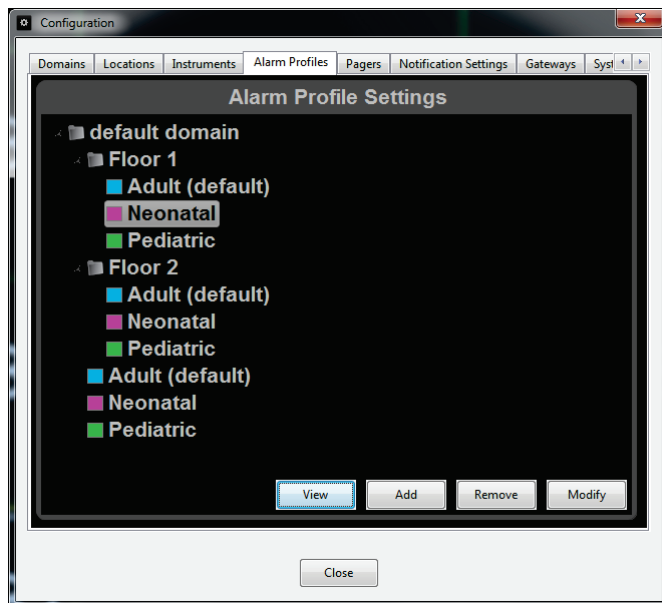 Configuration
Domains Locations Instruments Alarm Profiles Pagers Notification Settings Gateways Syst
Alarm Profile Settings
default domain
Floor 1
Adult (default)
Neonatal
Pediatric
Floor 2
Adult (default)
Neonatal
Pediatric
Adult (default)
Neonatal
Pediatric
View Add Remove Modify
Close